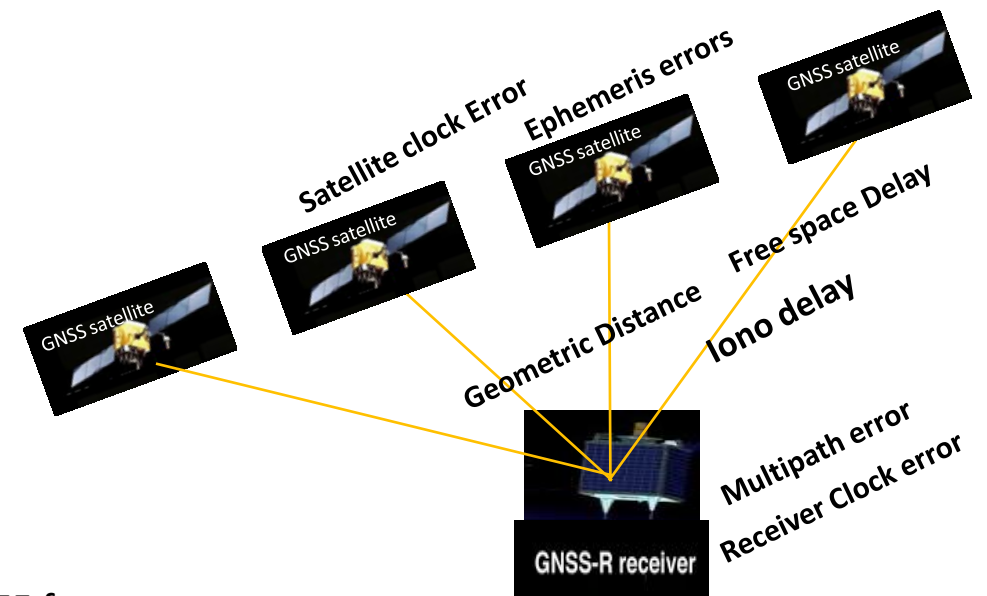 GNSS satellite
Ephemeris errors
Satellite clock Error
GNSS satellite
GNSS satellite
Free space Delay
GNSS satellite
Iono delay
Geometric Distance
Multipath error
Receiver Clock error
GNSS-R receiver